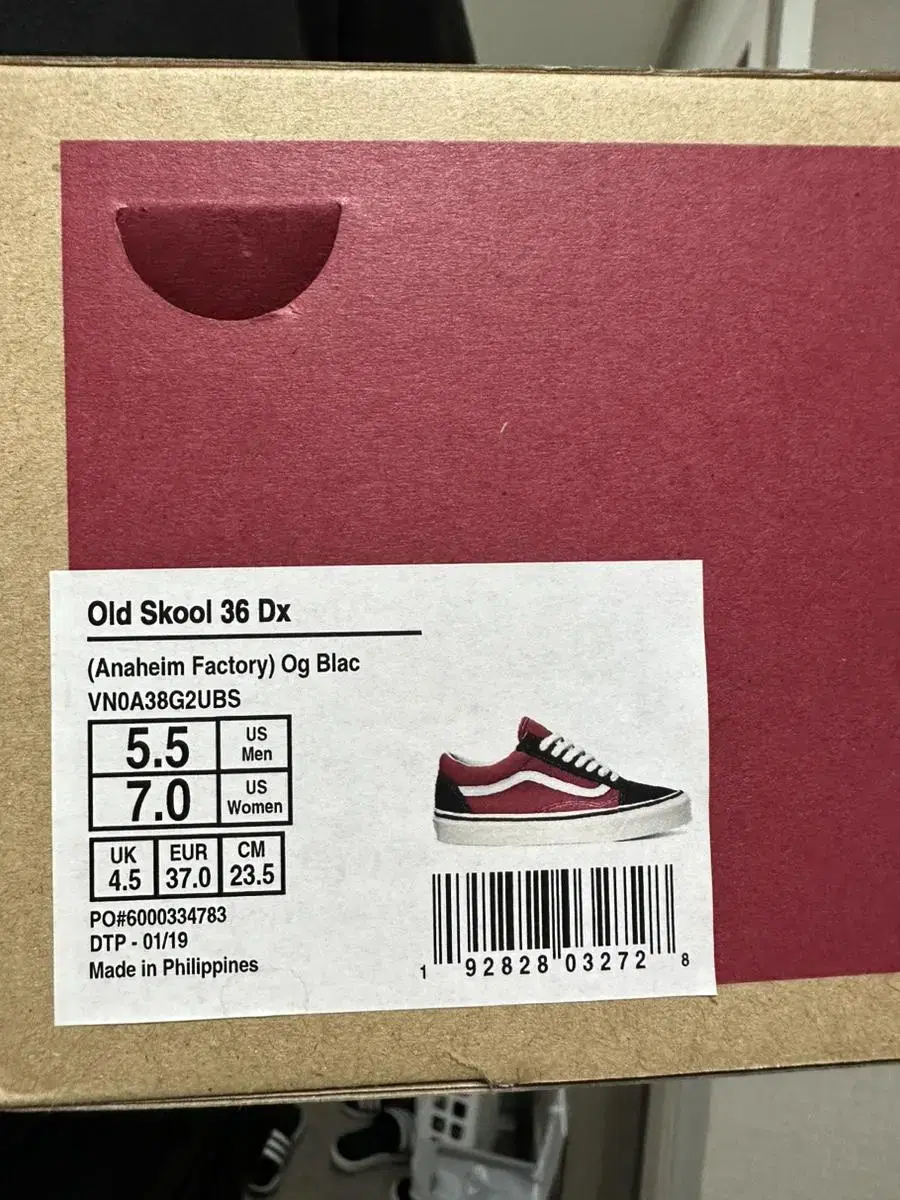 Old Skool 36 Dx
(Anaheim Factory) Og Blac
VN0A38G2UBS
5.5 US Men
7.0 US Women
UK EUR CM
4.5 37.0 23.5
PO#6000334783
DTP - 01/19
Made in Philippines
1 92828 03272 8